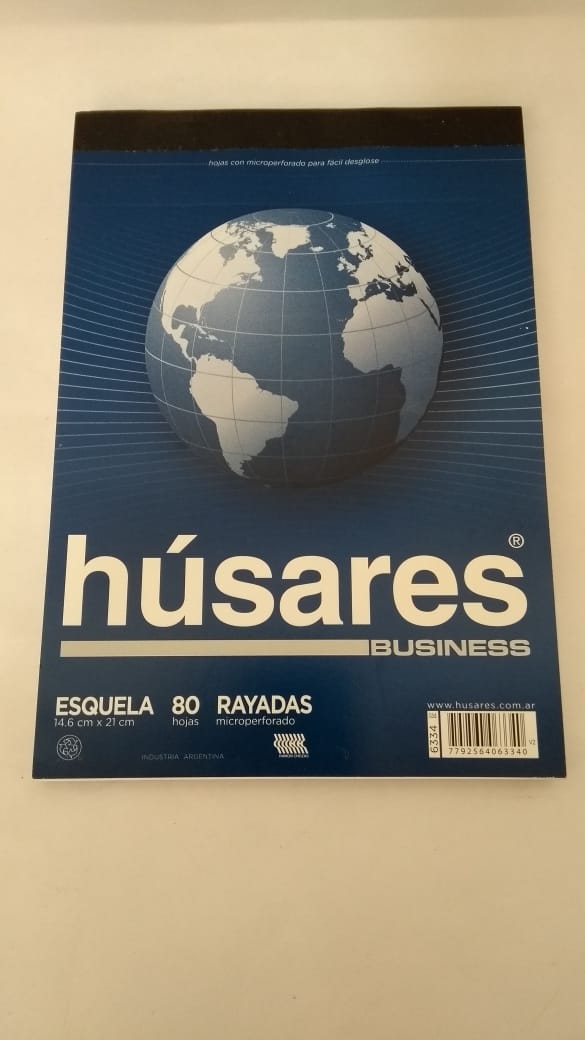 hojas con microperforado para fácil desglose
húsares®
BUSINESS
ESQUELA 80 RAYADAS
14.6 cm x 21 cm hojas microperforado
INDUSTRIA ARGENTINA
www.husares.com.ar
6334
7792564063340